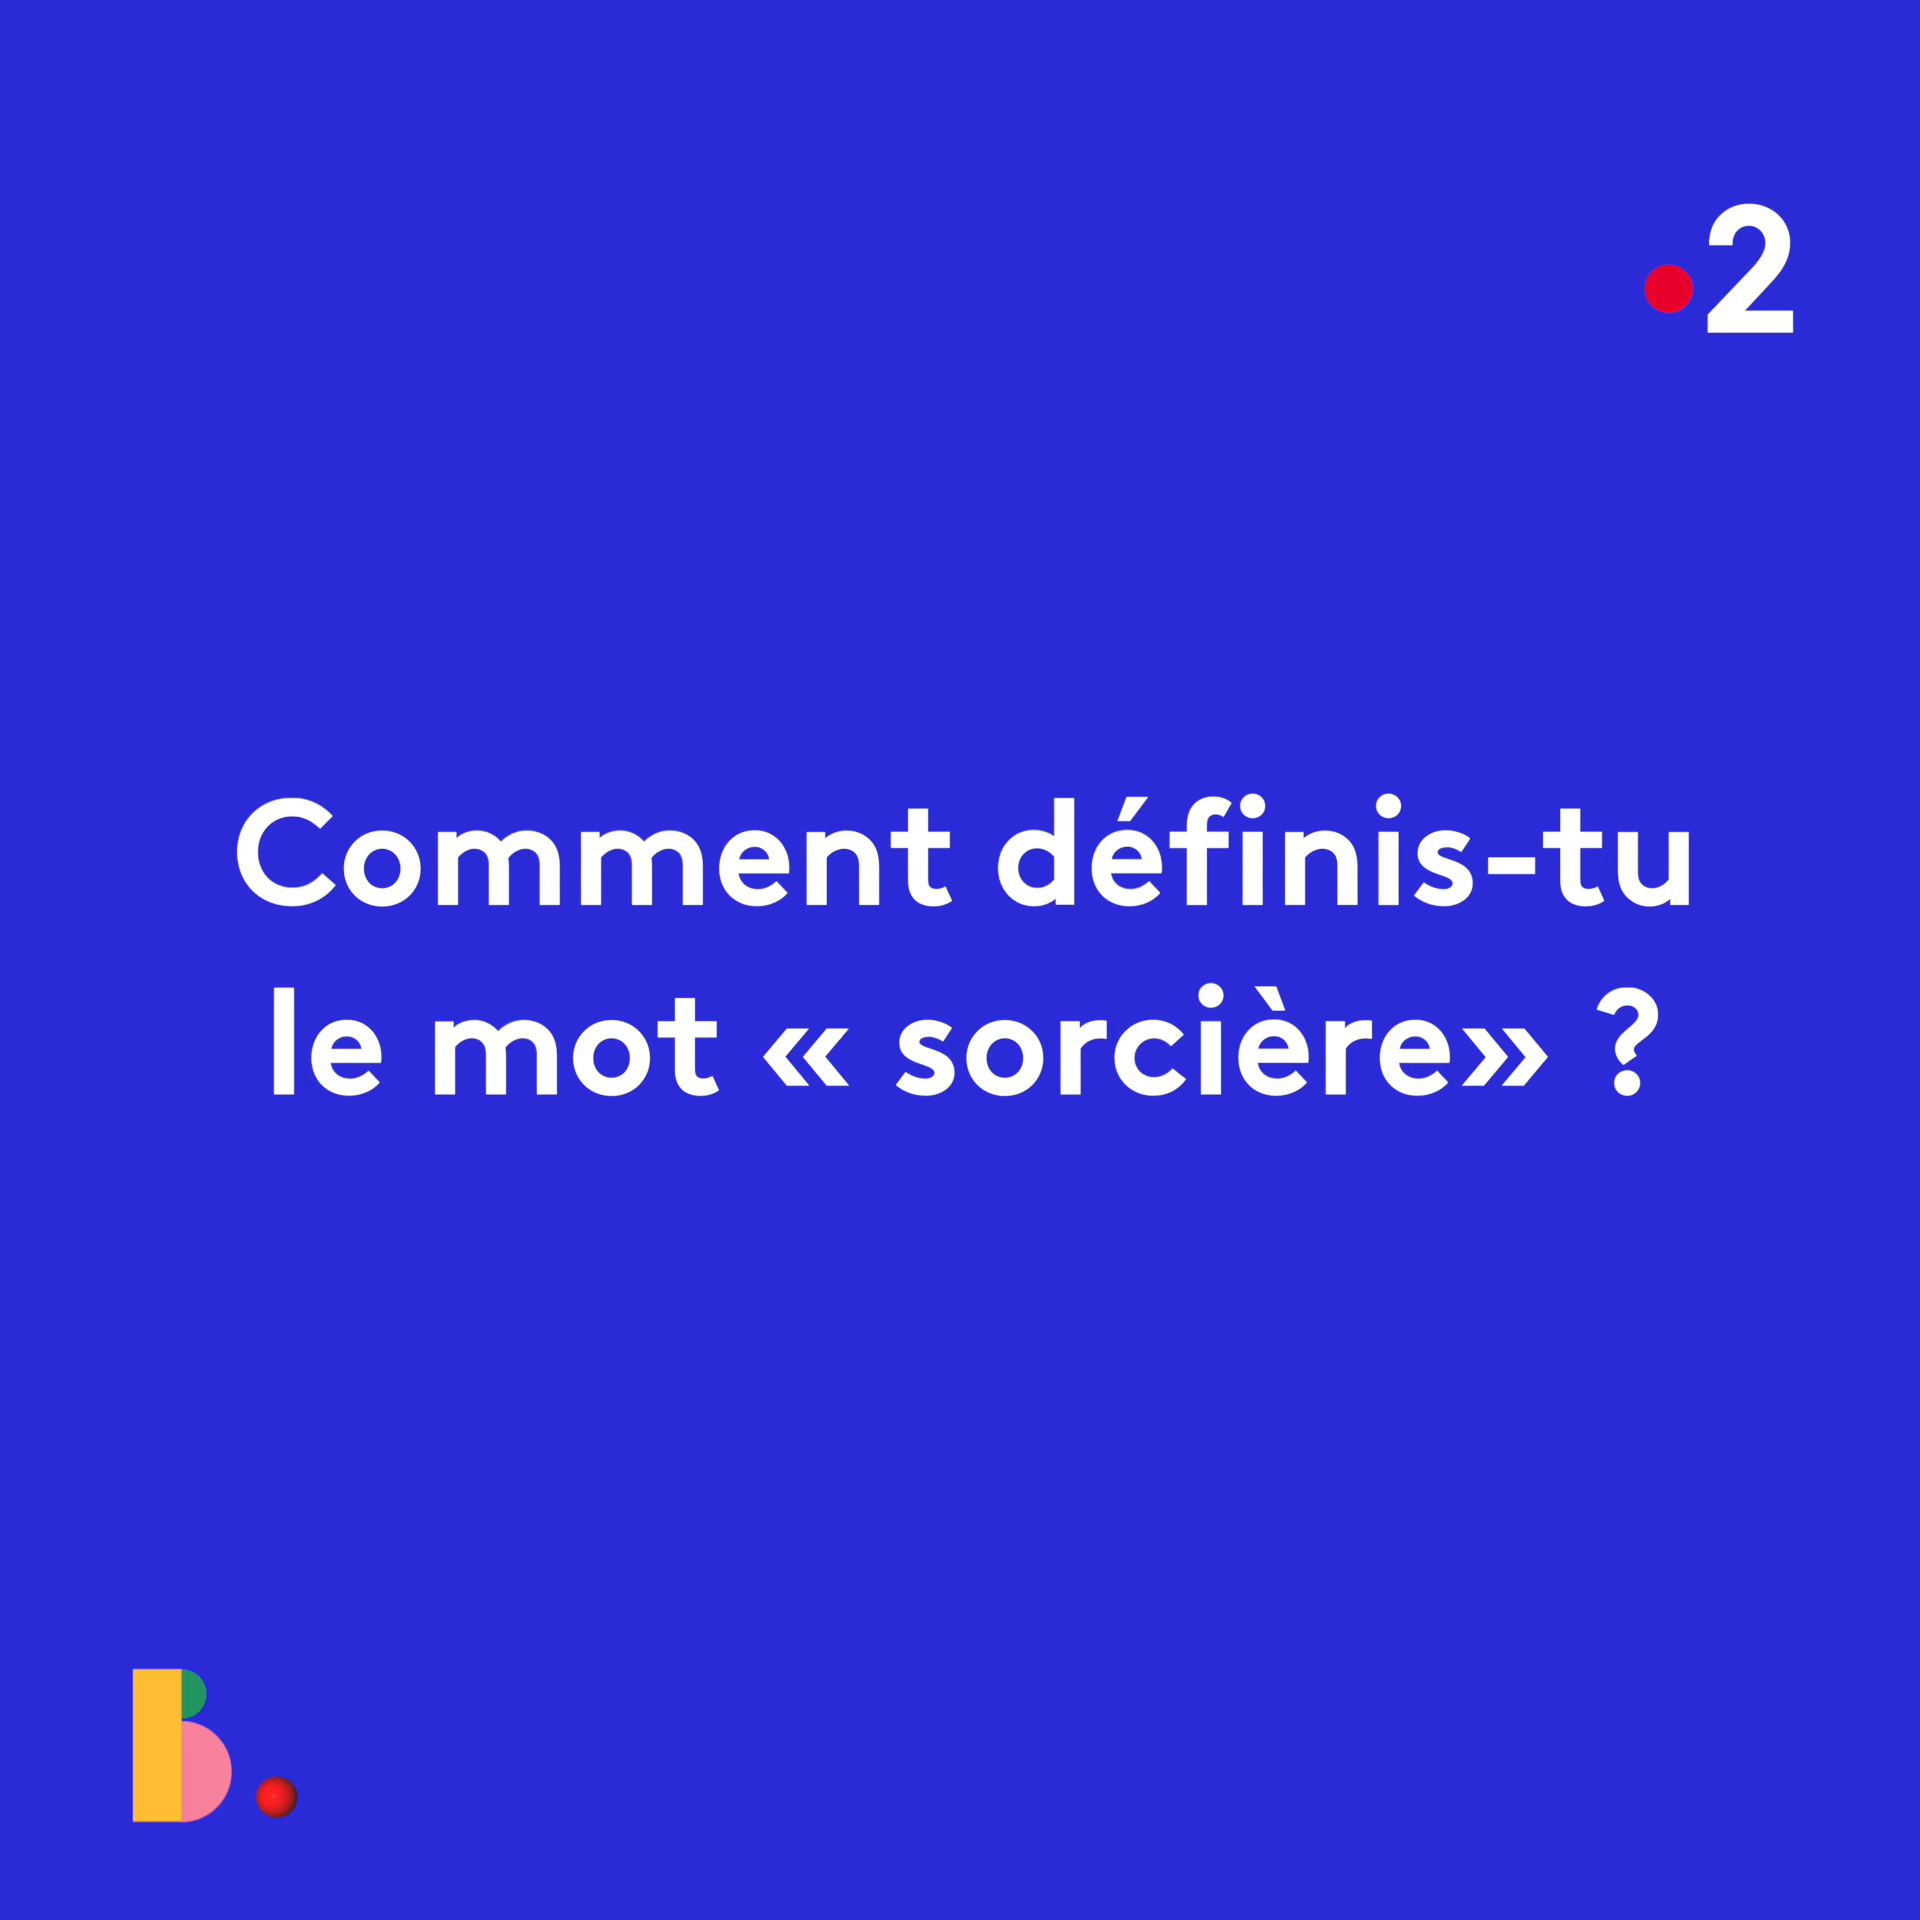 2
Comment définis-tu
le mot « sorcière» ?
B.